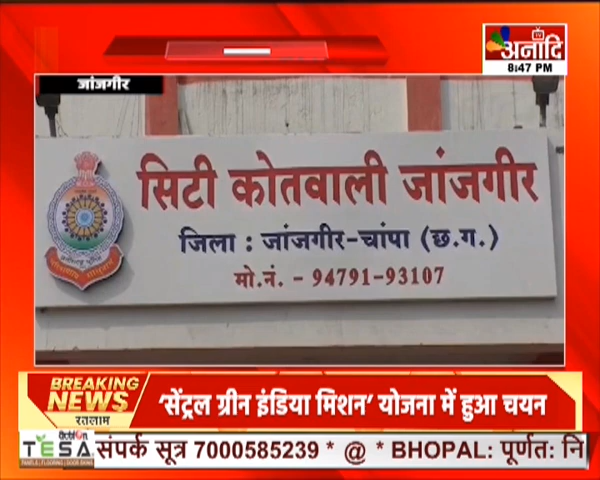 TV
अनादि
8:47 PM
जांजगीर
सिटी कोतवाली जांजगीर
जिला : जांजगीर-चांपा (छ.ग.)
मो.नं. - 94791-93107
BREAKING NEWS
रतलाम
'सेंट्रल ग्रीन इंडिया मिशन' योजना में हुआ चयन
TESA
संपर्क सूत्र 7000585239 * @ * BHOPAL: पूर्णत: नि